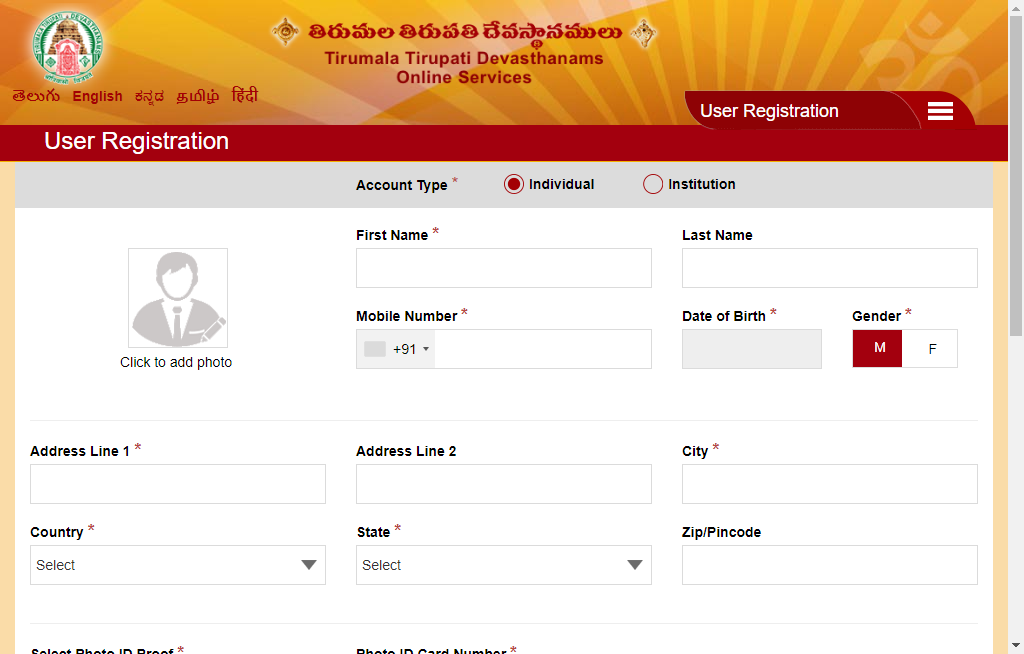 తిరుమల తిరుపతి దేవస్థానములు
Tirumala Tirupati Devasthanams
Online Services
తెలుగు English ಕನ್ನಡ தமிழ் हिंदी
User Registration
User Registration
Account Type * Individual Institution
First Name * Last Name
Mobile Number * Date of Birth * Gender *
+91 M F
Click to add photo
Address Line 1 * Address Line 2 City *
Country * State * Zip/Pincode
Select Select
Select Photo ID Proof * Photo ID Card Number *